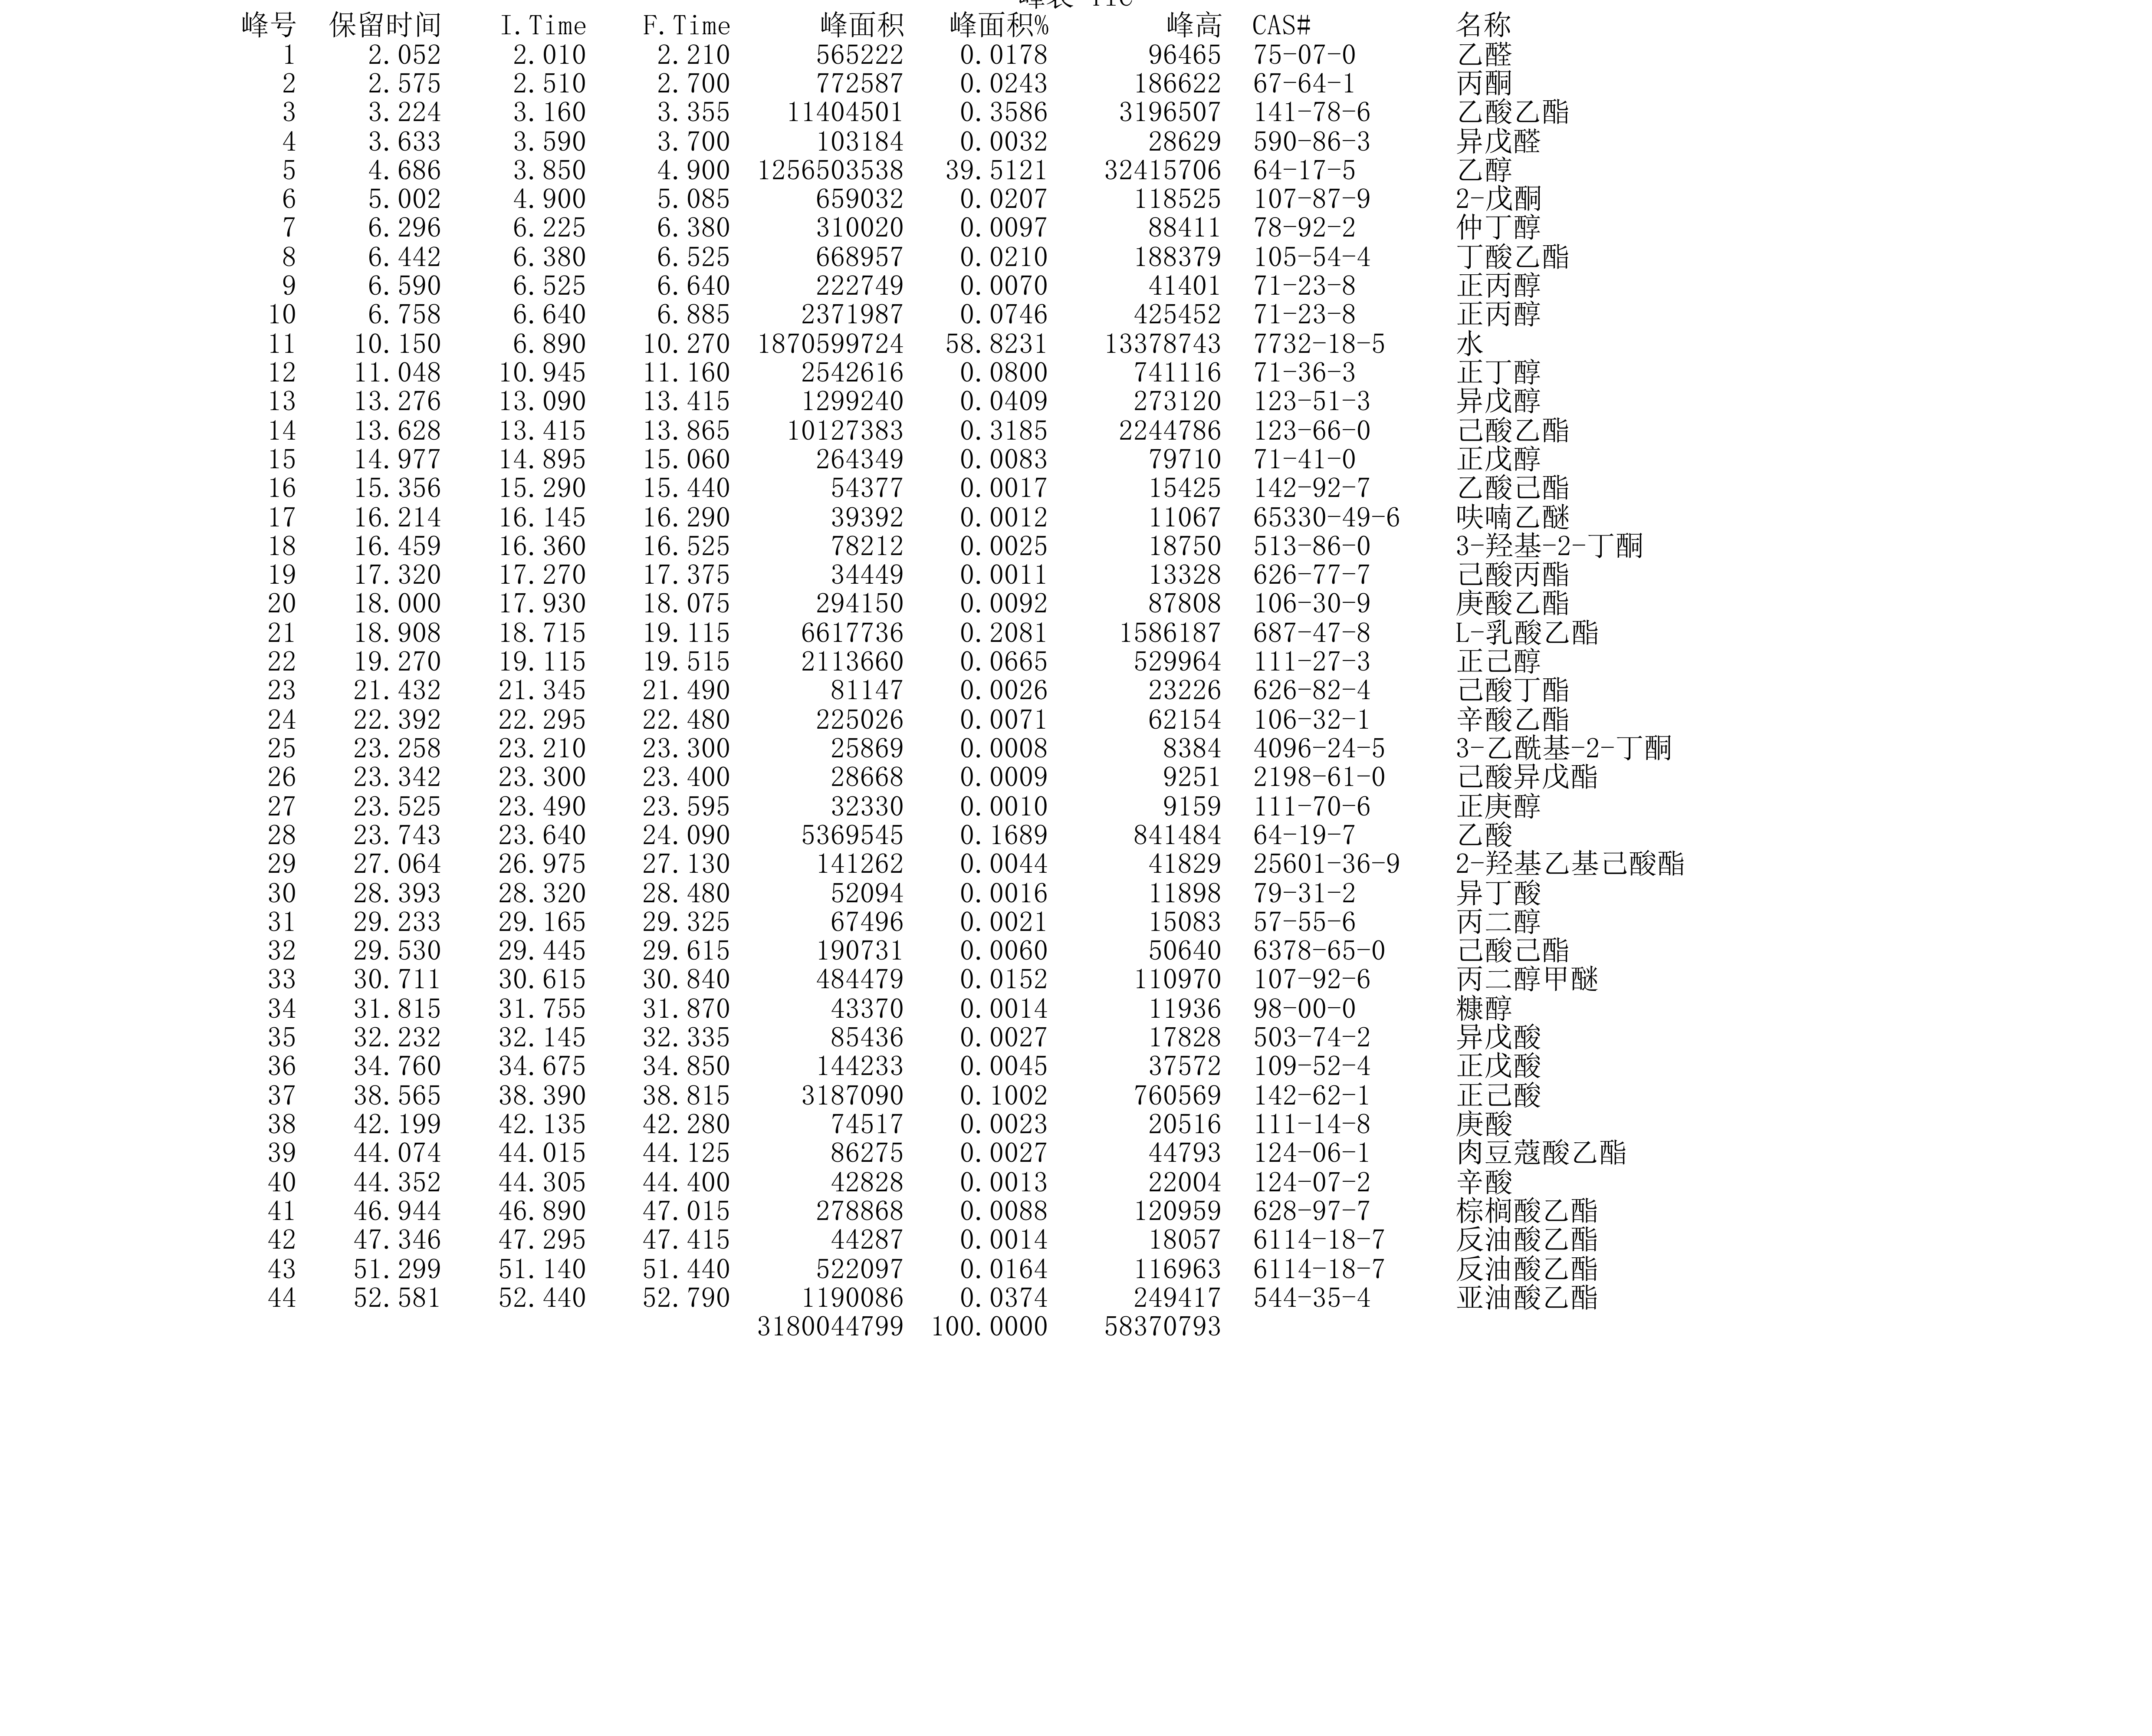 峰表 TIC
峰号 保留时间 I.Time F.Time 峰面积 峰面积% 峰高 CAS# 名称
1 2.052 2.010 2.210 565222 0.0178 96465 75-07-0 乙醛
2 2.575 2.510 2.700 772587 0.0243 186622 67-64-1 丙酮
3 3.224 3.160 3.355 11404501 0.3586 3196507 141-78-6 乙酸乙酯
4 3.633 3.590 3.700 103184 0.0032 28629 590-86-3 异戊醛
5 4.686 3.850 4.900 1256503538 39.5121 32415706 64-17-5 乙醇
6 5.002 4.900 5.085 659032 0.0207 118525 107-87-9 2-戊酮
7 6.296 6.225 6.380 310020 0.0097 88411 78-92-2 仲丁醇
8 6.442 6.380 6.525 668957 0.0210 188379 105-54-4 丁酸乙酯
9 6.590 6.525 6.640 222749 0.0070 41401 71-23-8 正丙醇
10 6.758 6.640 6.885 2371987 0.0746 425452 71-23-8 正丙醇
11 10.150 6.890 10.270 1870599724 58.8231 13378743 7732-18-5 水
12 11.048 10.945 11.160 2542616 0.0800 741116 71-36-3 正丁醇
13 13.276 13.090 13.415 1299240 0.0409 273120 123-51-3 异戊醇
14 13.628 13.415 13.865 10127383 0.3185 2244786 123-66-0 己酸乙酯
15 14.977 14.895 15.060 264349 0.0083 79710 71-41-0 正戊醇
16 15.356 15.290 15.440 54377 0.0017 15425 142-92-7 乙酸己酯
17 16.214 16.145 16.290 39392 0.0012 11067 65330-49-6 呋喃乙醚
18 16.459 16.360 16.525 78212 0.0025 18750 513-86-0 3-羟基-2-丁酮
19 17.320 17.270 17.375 34449 0.0011 13328 626-77-7 己酸丙酯
20 18.000 17.930 18.075 294150 0.0092 87808 106-30-9 庚酸乙酯
21 18.908 18.715 19.115 6617736 0.2081 1586187 687-47-8 L-乳酸乙酯
22 19.270 19.115 19.515 2113660 0.0665 529964 111-27-3 正己醇
23 21.432 21.345 21.490 81147 0.0026 23226 626-82-4 己酸丁酯
24 22.392 22.295 22.480 225026 0.0071 62154 106-32-1 辛酸乙酯
25 23.258 23.210 23.300 25869 0.0008 8384 4096-24-5 3-乙酰基-2-丁酮
26 23.342 23.300 23.400 28668 0.0009 9251 2198-61-0 己酸异戊酯
27 23.525 23.490 23.595 32330 0.0010 9159 111-70-6 正庚醇
28 23.743 23.640 24.090 5369545 0.1689 841484 64-19-7 乙酸
29 27.064 26.975 27.130 141262 0.0044 41829 25601-36-9 2-羟基乙基己酸酯
30 28.393 28.320 28.480 52094 0.0016 11898 79-31-2 异丁酸
31 29.233 29.165 29.325 67496 0.0021 15083 57-55-6 丙二醇
32 29.530 29.445 29.615 190731 0.0060 50640 6378-65-0 己酸己酯
33 30.711 30.615 30.840 484479 0.0152 110970 107-92-6 丙二醇甲醚
34 31.815 31.755 31.870 43370 0.0014 11936 98-00-0 糠醇
35 32.232 32.145 32.335 85436 0.0027 17828 503-74-2 异戊酸
36 34.760 34.675 34.850 144233 0.0045 37572 109-52-4 正戊酸
37 38.565 38.390 38.815 3187090 0.1002 760569 142-62-1 正己酸
38 42.199 42.135 42.280 74517 0.0023 20516 111-14-8 庚酸
39 44.074 44.015 44.125 86275 0.0027 44793 124-06-1 肉豆蔻酸乙酯
40 44.352 44.305 44.400 42828 0.0013 22004 124-07-2 辛酸
41 46.944 46.890 47.015 278868 0.0088 120959 628-97-7 棕榈酸乙酯
42 47.346 47.295 47.415 44287 0.0014 18057 6114-18-7 反油酸乙酯
43 51.299 51.140 51.440 522097 0.0164 116963 6114-18-7 反油酸乙酯
44 52.581 52.440 52.790 1190086 0.0374 249417 544-35-4 亚油酸乙酯
3180044799 100.0000 58370793